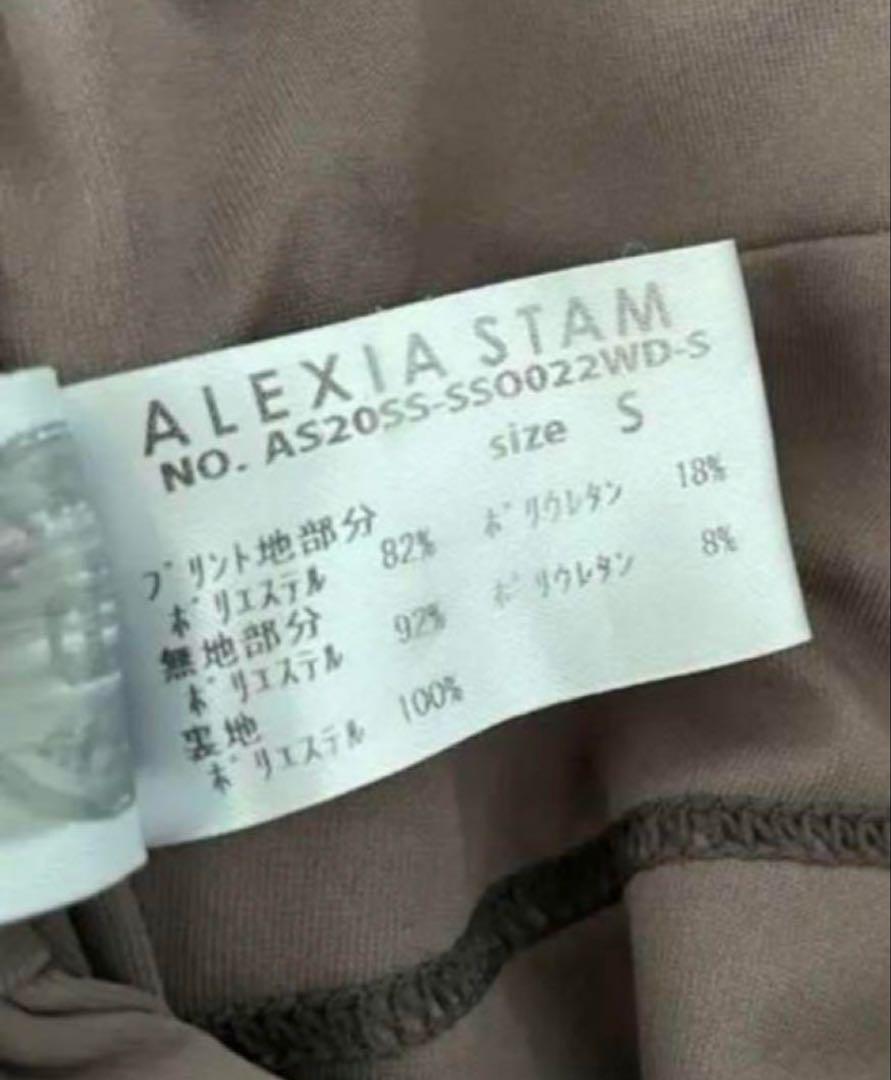 ALEXIA STAM
NO. AS20SS-SS0022WD-S
size S
プリント地部分
ポリエステル 82% ポリウレタン 18%
無地部分
ポリエステル 92% ポリウレタン 8%
裏地
ポリエステル 100%